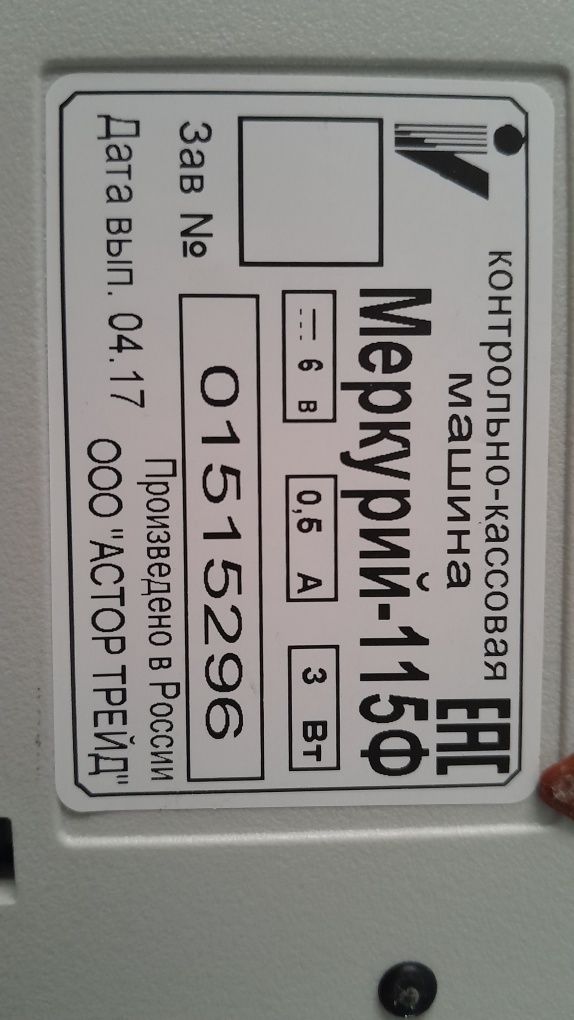 контрольно-кассовая
машина
EAC
Меркурий-115Ф
6 в
0,5 А
3 Вт
Зав № 01515296
Произведено в России
Дата вып. 04.17 ООО "АСТОР ТРЕЙД"